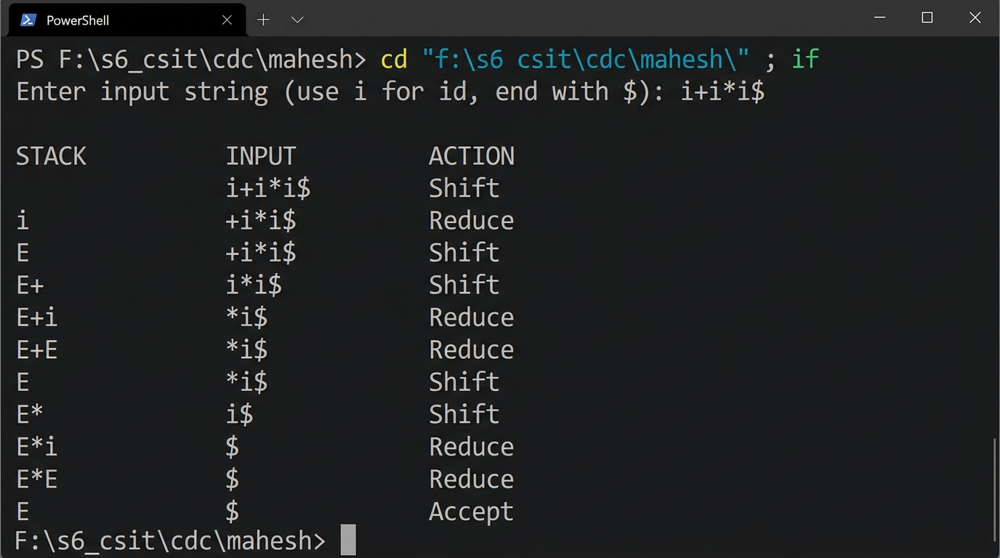 PowerShell
PS F:\s6_csit\cdc\mahesh> cd "f:\s6 csit\cdc\mahesh\" ; if
Enter input string (use i for id, end with $): i+i*i$
STACK INPUT ACTION
i+i*i$ Shift
i +i*i$ Reduce
E +i*i$ Shift
E+ i*i$ Shift
E+i *i$ Reduce
E+E *i$ Reduce
E *i$ Shift
E* i$ Shift
E*i $ Reduce
E*E $ Reduce
E $ Accept
F:\s6_csit\cdc\mahesh>